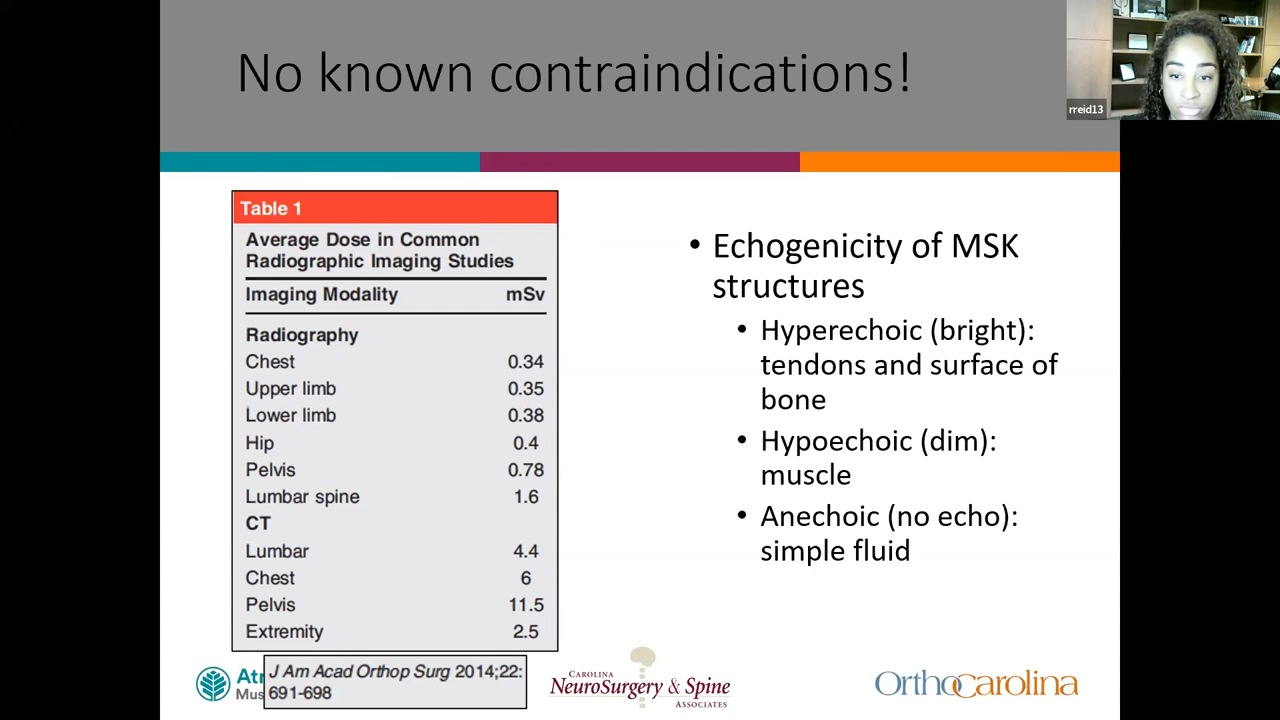 No known contraindications!
rreid13
Table 1
Average Dose in Common
Radiographic Imaging Studies
Imaging Modality mSv
Radiography
Chest 0.34
Upper limb 0.35
Lower limb 0.38
Hip 0.4
Pelvis 0.78
Lumbar spine 1.6
CT
Lumbar 4.4
Chest 6
Pelvis 11.5
Extremity 2.5
• Echogenicity of MSK
structures
• Hyperechoic (bright):
tendons and surface of
bone
• Hypoechoic (dim):
muscle
• Anechoic (no echo):
simple fluid
J Am Acad Orthop Surg 2014;22:
691-698
CAROLINA
NEUROSURGERY & SPINE
ASSOCIATES
OrthoCarolina